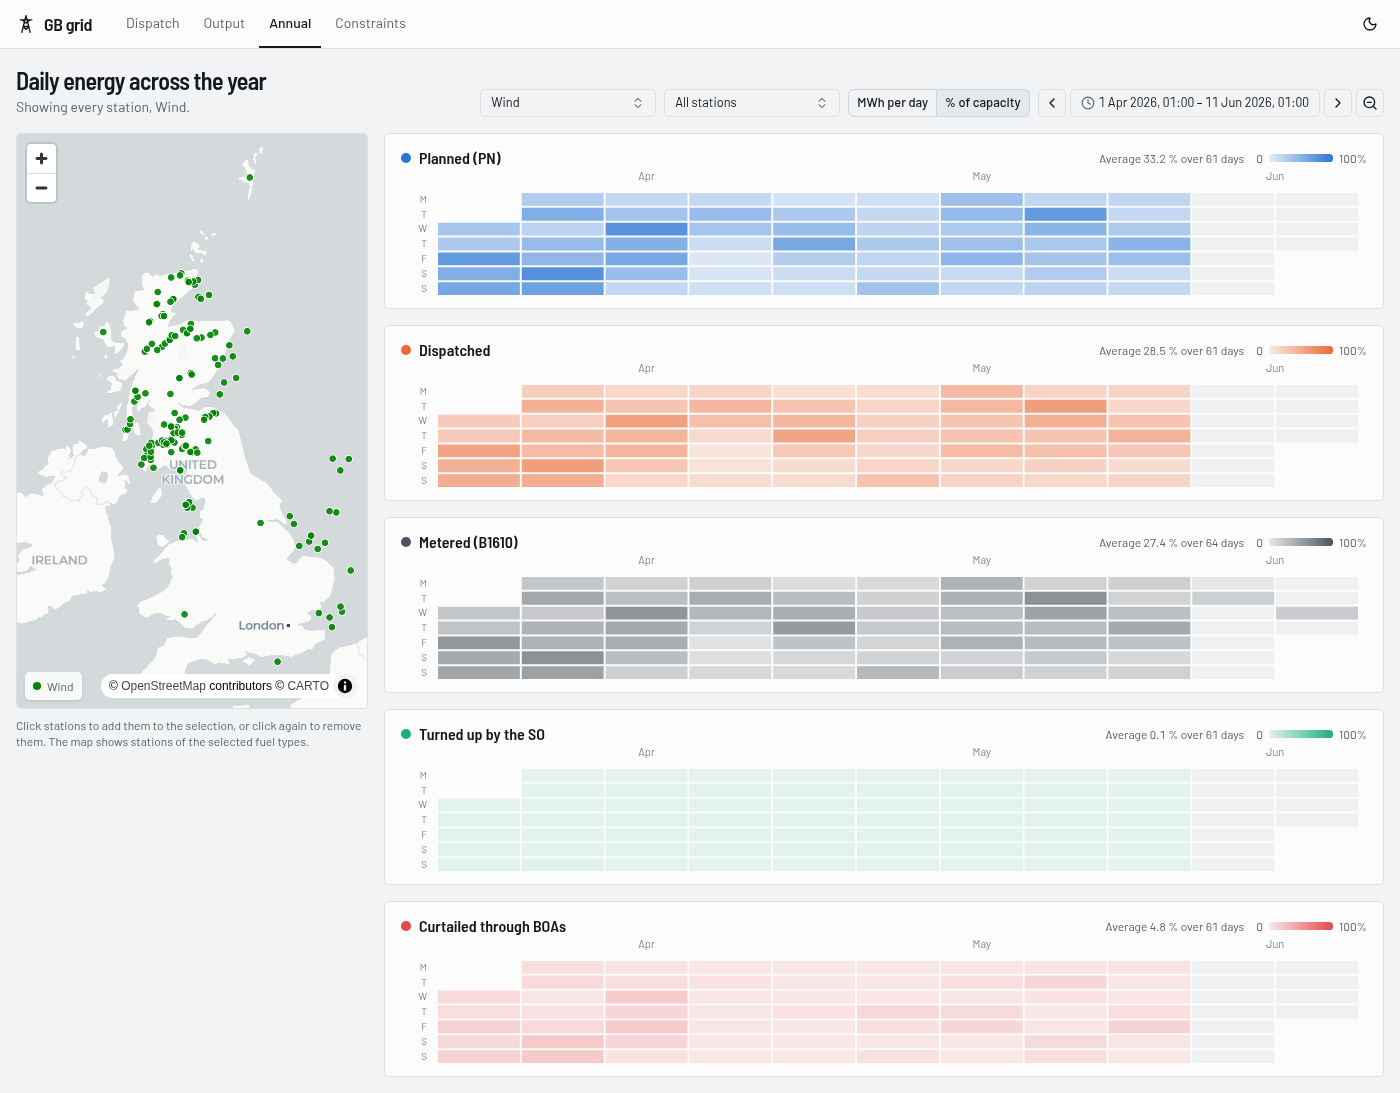 GB grid
Dispatch
Output
Annual
Constraints
Daily energy across the year
Showing every station, Wind.
Wind
All stations
MWh per day
% of capacity
1 Apr 2026, 01:00 – 11 Jun 2026, 01:00
+
−
UNITED
KINGDOM
IRELAND
London
Wind
© OpenStreetMap contributors © CARTO
Click stations to add them to the selection, or click again to remove
them. The map shows stations of the selected fuel types.
Planned (PN)
Average 33.2 % over 61 days
0
100%
Apr
May
Jun
M
T
W
T
F
S
S
Dispatched
Average 28.5 % over 61 days
0
100%
Apr
May
Jun
M
T
W
T
F
S
S
Metered (B1610)
Average 27.4 % over 64 days
0
100%
Apr
May
Jun
M
T
W
T
F
S
S
Turned up by the SO
Average 0.1 % over 61 days
0
100%
Apr
May
Jun
M
T
W
T
F
S
S
Curtailed through BOAs
Average 4.8 % over 61 days
0
100%
Apr
May
Jun
M
T
W
T
F
S
S